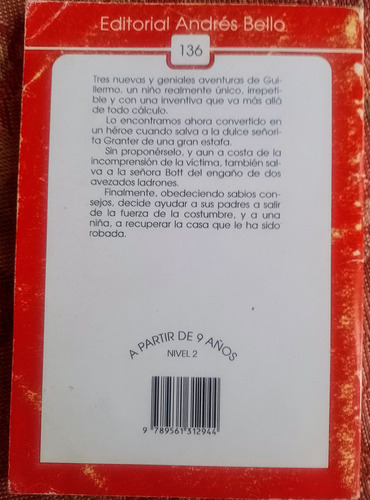 Editorial Andrés Bello
136
Tres nuevas y geniales aventuras de Gui-
llermo, un niño realmente único, irrepeti-
ble y con una inventiva que va más allá
de todo cálculo.
Lo encontramos ahora convertido en
un héroe cuando salva a la dulce señori-
ta Granter de una gran estafa.
Sin proponérselo, y aun a costa de la
incomprensión de la víctima, también sal-
va a la señora Bott del engaño de dos
avezados ladrones.
Finalmente, obedeciendo sabios con-
sejos, decide ayudar a sus padres a salir
de la fuerza de la costumbre, y a una
niña, a recuperar la casa que le ha sido
robada.
A PARTIR DE 9 AÑOS
NIVEL 2
9 789561 312944